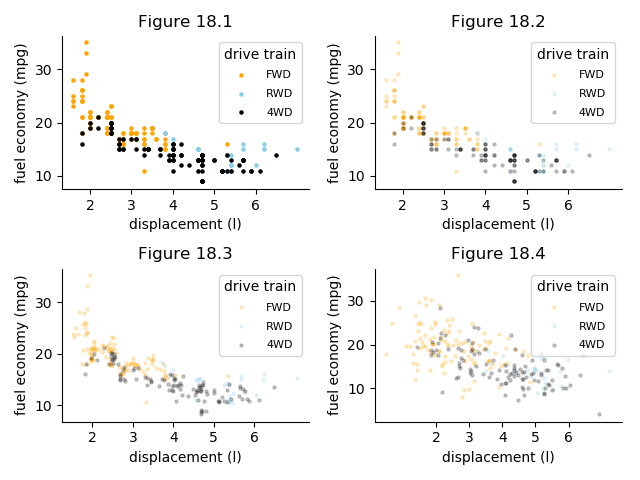 Figure 18.1
fuel economy (mpg)
30
20
10
drive train
FWD
RWD
4WD
2 3 4 5 6
displacement (l)
Figure 18.2
fuel economy (mpg)
30
20
10
drive train
FWD
RWD
4WD
2 3 4 5 6
displacement (l)
Figure 18.3
fuel economy (mpg)
30
20
10
drive train
FWD
RWD
4WD
2 3 4 5 6
displacement (l)
Figure 18.4
fuel economy (mpg)
30
20
10
drive train
FWD
RWD
4WD
2 3 4 5 6
displacement (l)